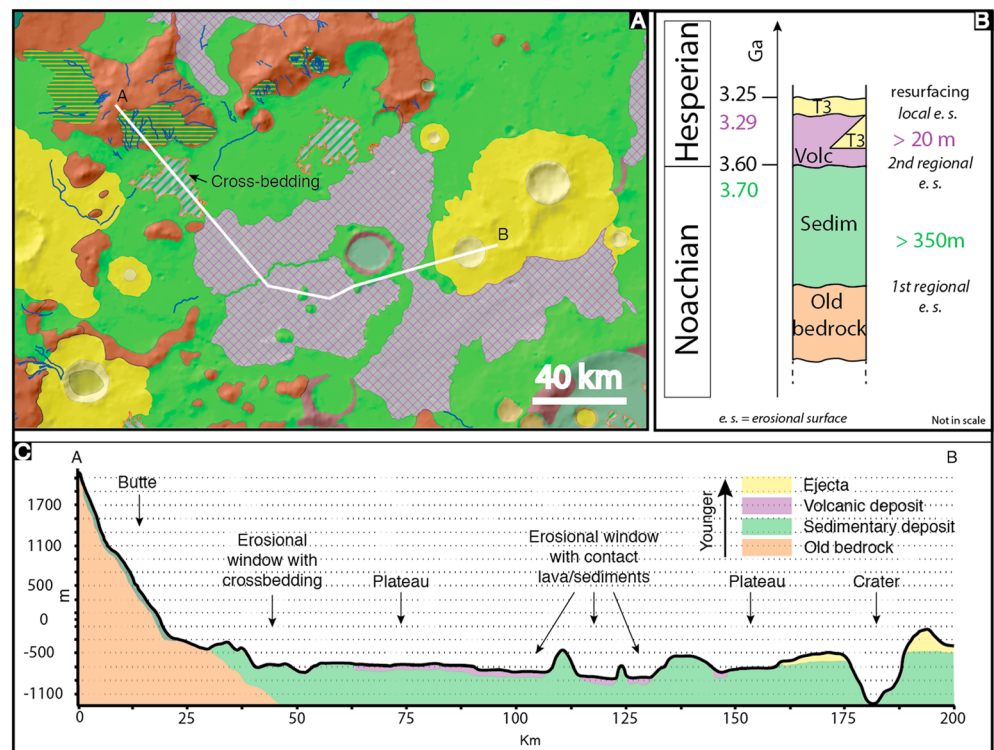 A
A
Cross-bedding
B
40 km
B
Hesperian
Noachian
Ga
3.25
3.29
3.60
3.70
T3
T3
Volc
Sedim
Old
bedrock
resurfacing
local e. s.
> 20 m
2nd regional
e. s.
> 350m
1st regional
e. s.
e. s. = erosional surface
Not in scale
C
A
B
Butte
Erosional
window with
crossbedding
Plateau
Erosional window
with contact
lava/sediments
Plateau
Crater
Younger
Ejecta
Volcanic deposit
Sedimentary deposit
Old bedrock
m
1700
1100
500
0
-500
-1100
0
25
50
75
100
125
150
175
200
Km